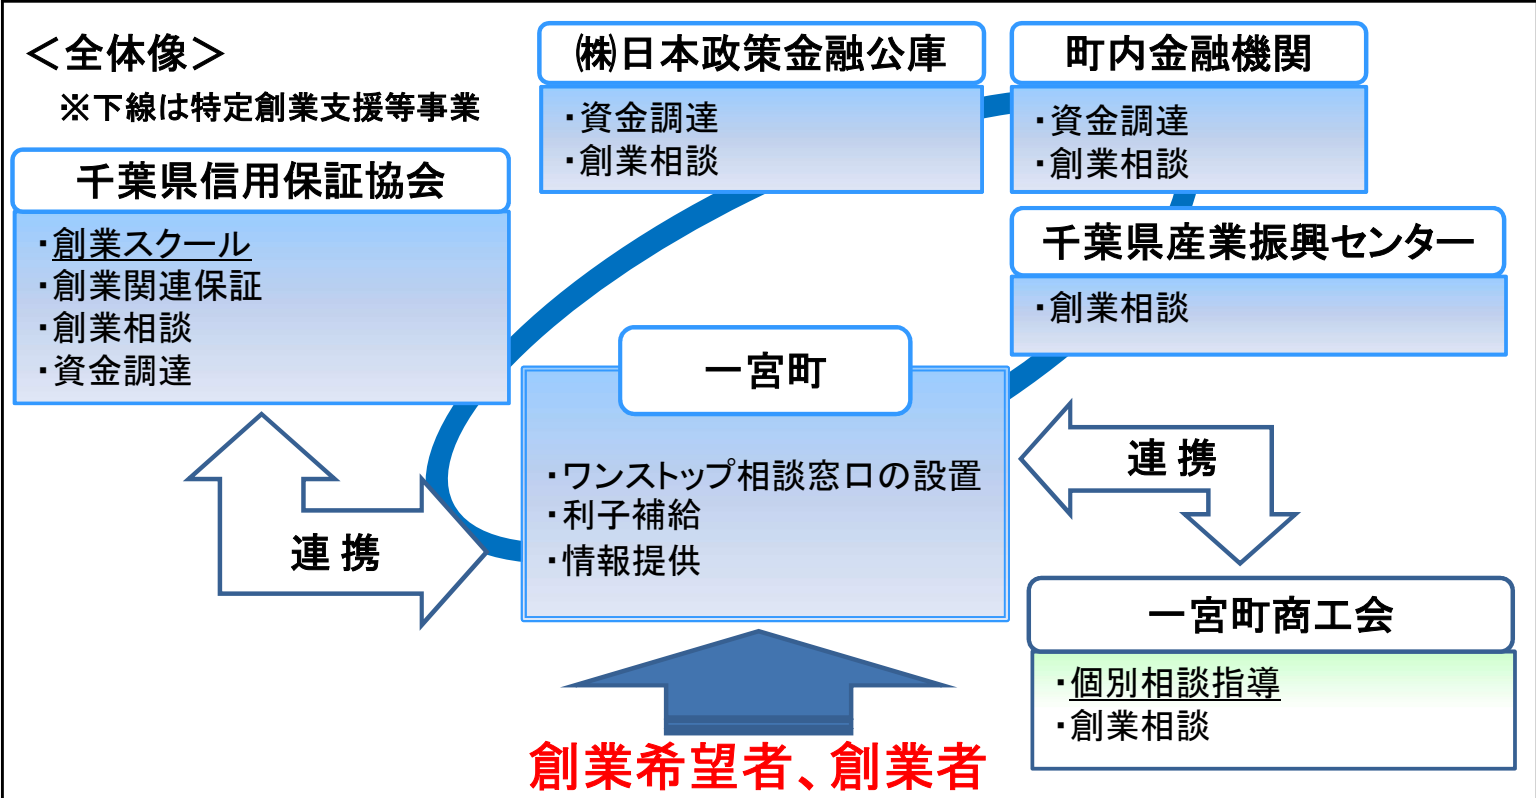 ＜全体像＞
※下線は特定創業支援等事業
㈱日本政策金融公庫
・資金調達
・創業相談
町内金融機関
・資金調達
・創業相談
千葉県信用保証協会
・創業スクール
・創業関連保証
・創業相談
・資金調達
千葉県産業振興センター
・創業相談
一宮町
・ワンストップ相談窓口の設置
・利子補給
・情報提供
連 携
連 携
一宮町商工会
・個別相談指導
・創業相談
創業希望者、創業者